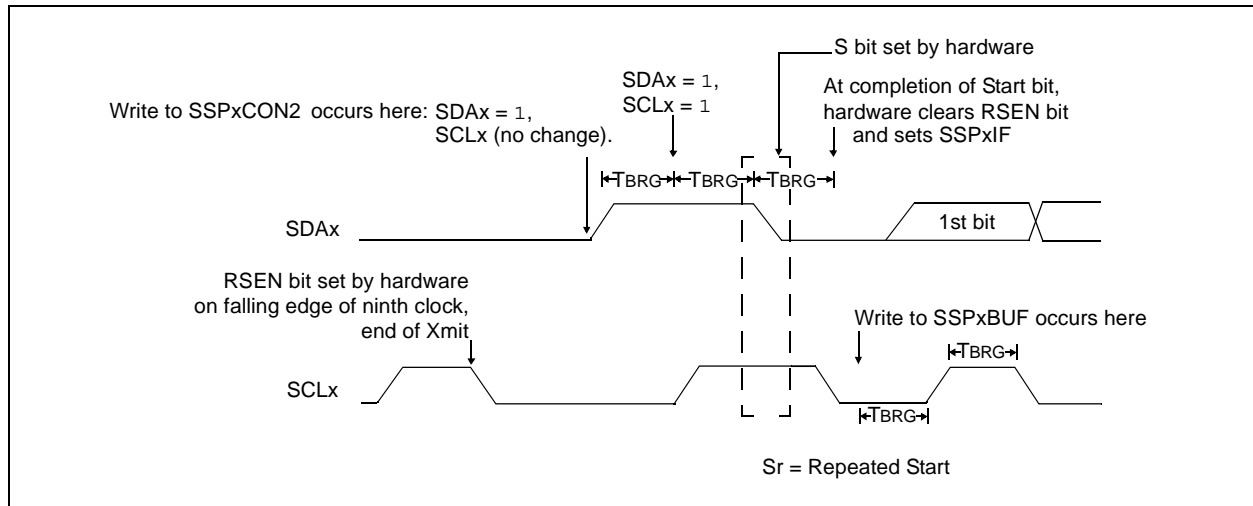 S bit set by hardware
SDAx = 1,
SCLx = 1
At completion of Start bit,
hardware clears RSEN bit
and sets SSPxIF
Write to SSPxCON2 occurs here: SDAx = 1,
SCLx (no change).
TBRG TBRG TBRG
SDAx
1st bit
RSEN bit set by hardware
on falling edge of ninth clock,
end of Xmit
Write to SSPxBUF occurs here
TBRG
SCLx
TBRG
Sr = Repeated Start